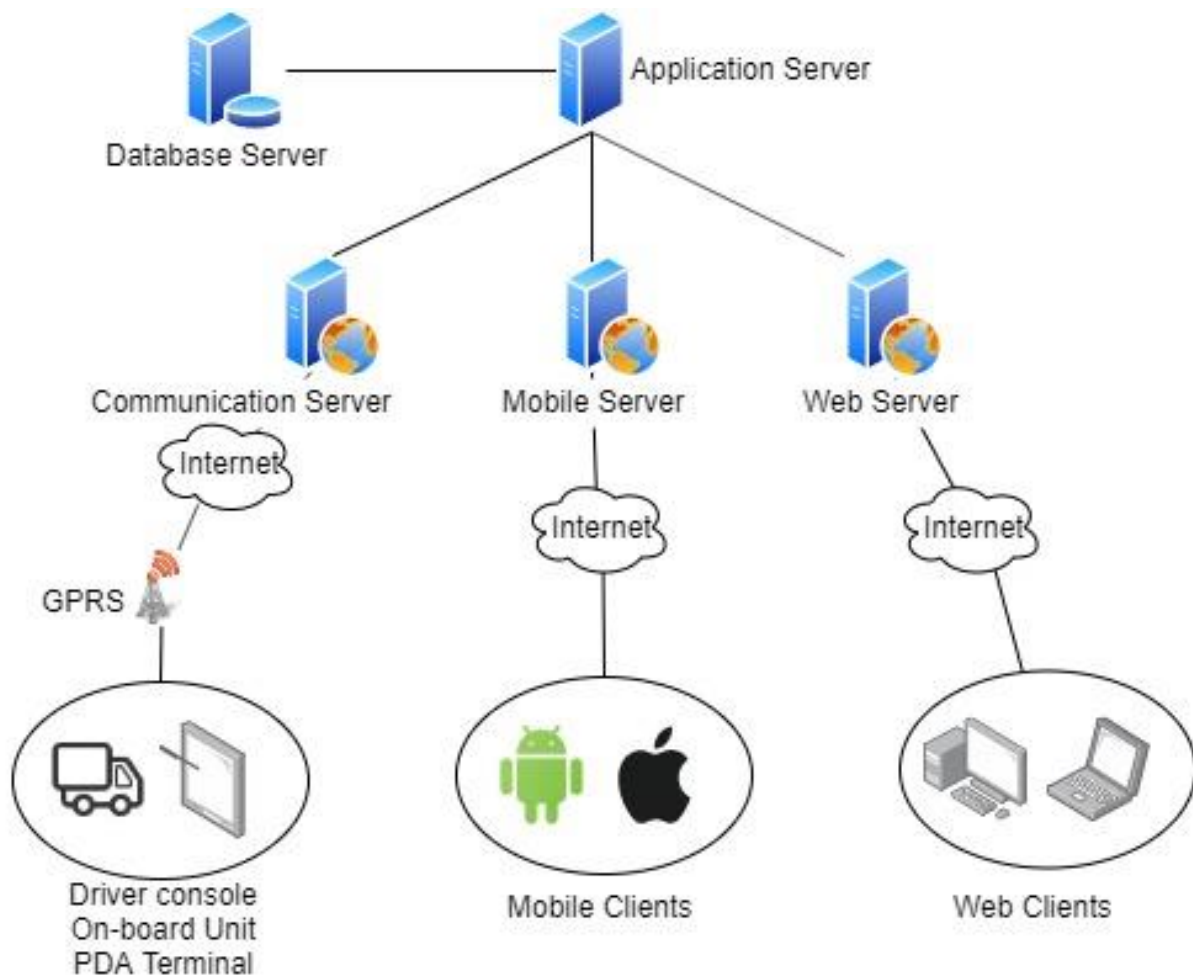 Application Server
Database Server
Communication Server
Mobile Server
Web Server
Internet
Internet
Internet
GPRS
Driver console
On-board Unit
PDA Terminal
Mobile Clients
Web Clients